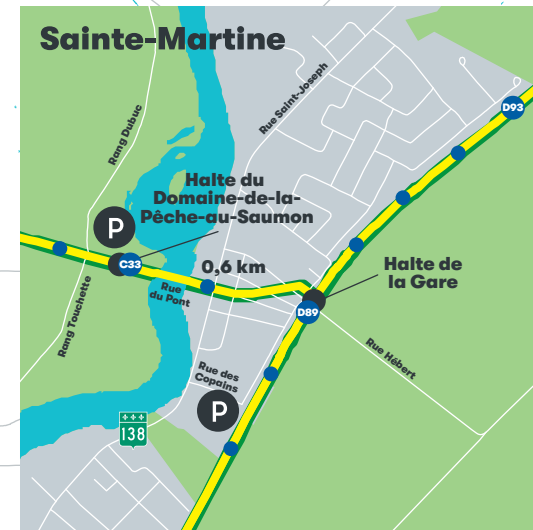 Sainte-Martine
D93
Rue Saint-Joseph
Rang Dubuc
Halte du
Domaine-de-la-
Pêche-au-Saumon
P
C33
0,6 km
Halte de
la Gare
Rue
du Pont
D89
Rang Touchette
Rue Hébert
Rue des
Copains
P
138